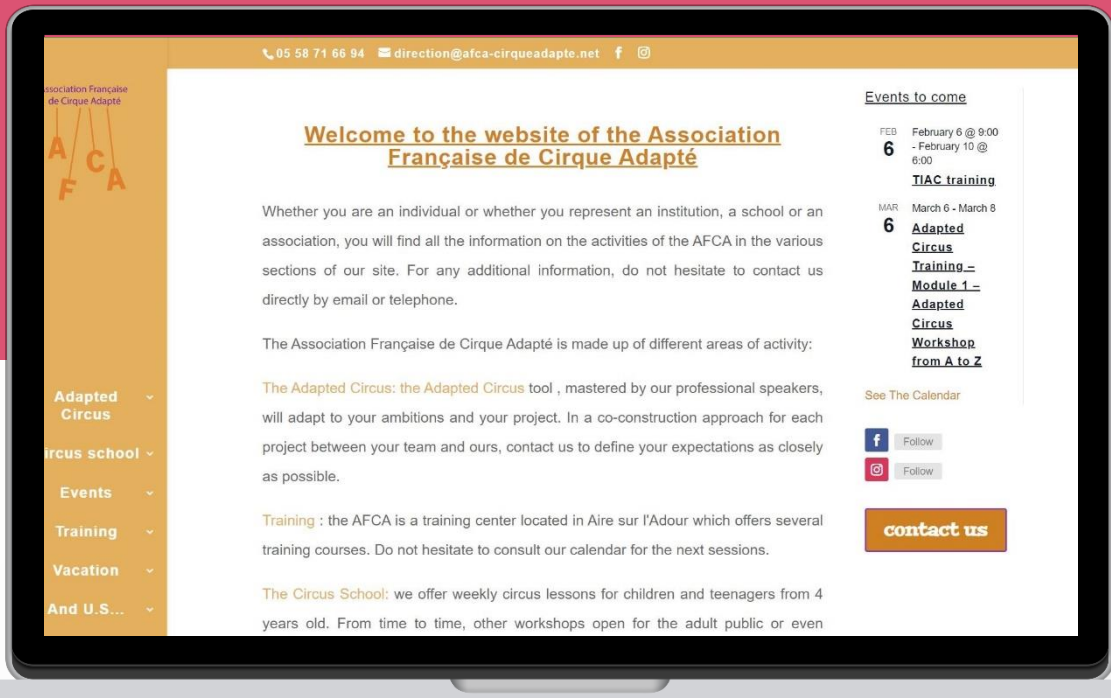 05 58 71 66 94 direction@afca-cirqueadapte.net
Association Française
de Cirque Adapté
A F C A
Adapted
Circus
ircus school
Events
Training
Vacation
And U.S...
Welcome to the website of the Association
Française de Cirque Adapté
Whether you are an individual or whether you represent an institution, a school or an
association, you will find all the information on the activities of the AFCA in the various
sections of our site. For any additional information, do not hesitate to contact us
directly by email or telephone.
The Association Française de Cirque Adapté is made up of different areas of activity:
The Adapted Circus: the Adapted Circus tool , mastered by our professional speakers,
will adapt to your ambitions and your project. In a co-construction approach for each
project between your team and ours, contact us to define your expectations as closely
as possible.
Training : the AFCA is a training center located in Aire sur l'Adour which offers several
training courses. Do not hesitate to consult our calendar for the next sessions.
The Circus School: we offer weekly circus lessons for children and teenagers from 4
years old. From time to time, other workshops open for the adult public or even
Events to come
FEB
6
February 6 @ 9:00
- February 10 @
6:00
TIAC training
MAR
6
March 6 - March 8
Adapted
Circus
Training –
Module 1 –
Adapted
Circus
Workshop
from A to Z
See The Calendar
Follow
Follow
contact us